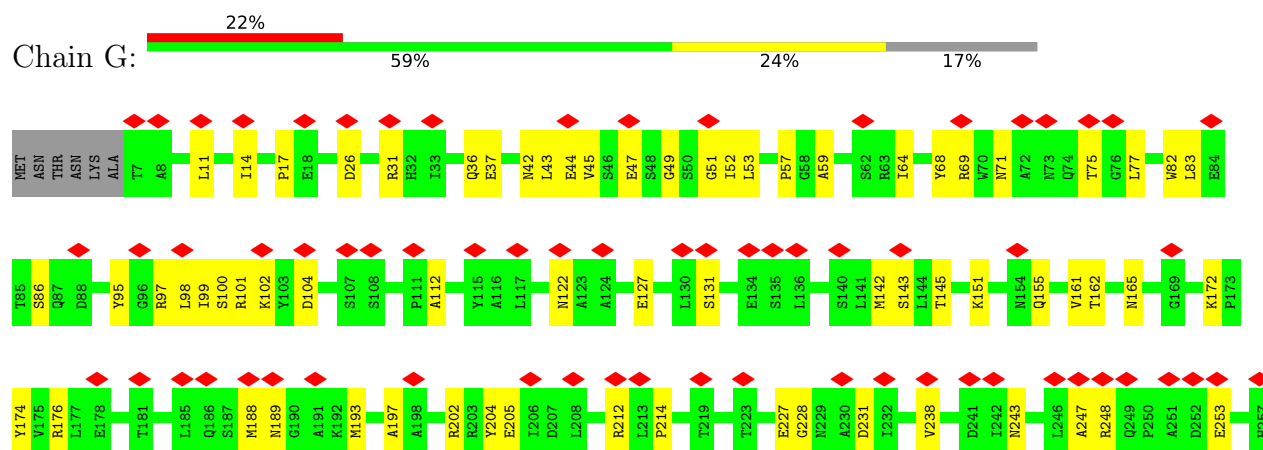 22%
Chain G:
59% 24% 17%
MET ASN THR ASN LYS ALA T7 A8 L11 I14 P17 E18 D26 R31 H32 I33 Q36 E37 N42 L43 E44 V45 S46 E47 S48 G49 S50 G51 I52 L53 P57 G58 A59 S62 R63 I64 Y68 R69 W70 N71 A72 N73 Q74 T75 G76 L77 W82 L83 E84
T85 S86 Q87 D88 Y95 G96 R97 L98 I99 S100 R101 K102 Y103 D104 S107 S108 P111 A112 Y115 A116 L117 N122 A123 A124 E127 L130 S131 E134 S135 L136 S140 L141 M142 S143 L144 T145 K151 N154 Q155 V161 T162 N165 G169 K172 P173
Y174 V175 R176 L177 E178 T181 L185 Q186 S187 M188 N189 G190 A191 K192 M193 A197 A198 R202 R203 Y204 E205 I206 D207 L208 R212 L213 P214 T219 T223 E227 G228 N229 A230 D231 I232 V238 D241 I242 N243 L246 A247 R248 Q249 P250 A251 D252 E253 H257